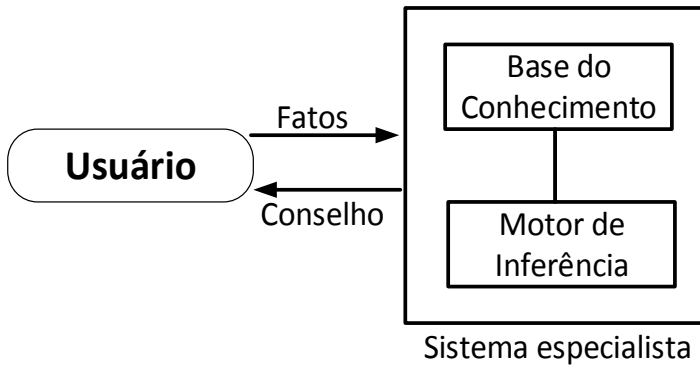 Base do
Conhecimento
Fatos
Usuário
Conselho
Motor de
Inferência
Sistema especialista